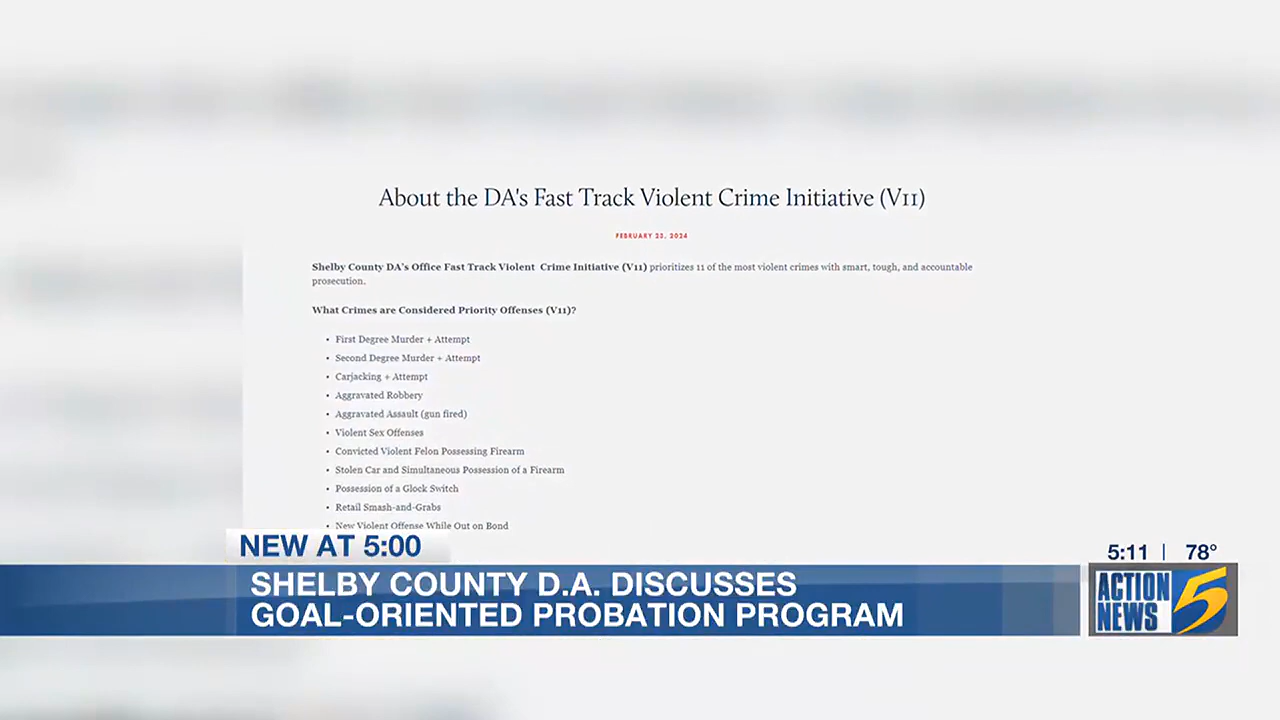 About the DA's Fast Track Violent Crime Initiative (V11)
FEBRUARY 23, 2024
Shelby County DA's Office Fast Track Violent Crime Initiative (V11) prioritizes 11 of the most violent crimes with smart, tough, and accountable
prosecution.
What Crimes are Considered Priority Offenses (V11)?
• First Degree Murder + Attempt
• Second Degree Murder + Attempt
• Carjacking + Attempt
• Aggravated Robbery
• Aggravated Assault (gun fired)
• Violent Sex Offenses
• Convicted Violent Felon Possessing Firearm
• Stolen Car and Simultaneous Possession of a Firearm
• Possession of a Glock Switch
• Retail Smash-and-Grabs
• New Violent Offense While Out on Bond
NEW AT 5:00
SHELBY COUNTY D.A. DISCUSSES
GOAL-ORIENTED PROBATION PROGRAM
5:11 | 78°
ACTION
NEWS 5